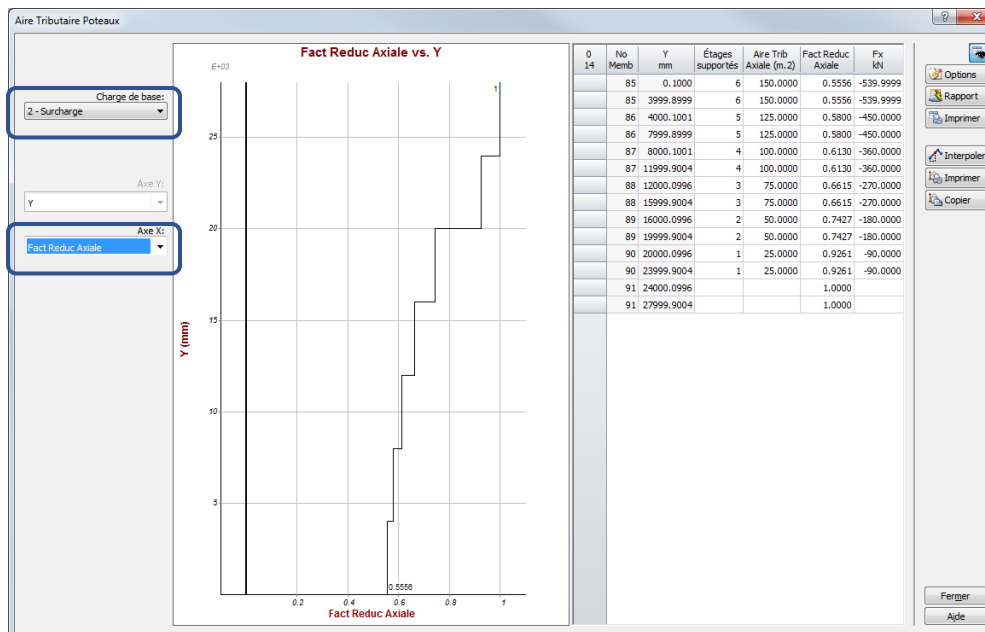 Aire Tributaire Poteaux
Charge de base:
2 - Surcharge
Axe Y:
Y
Axe X:
Fact Reduc Axiale
Fact Reduc Axiale vs. Y
E+03
1
25
20
15
10
5
Y (mm)
0.5556
0.2 0.4 0.6 0.8 1
Fact Reduc Axiale
0 No Y Étages Aire Trib Fact Reduc Fx
14 Memb mm supportés Axiale (m.2) Axiale kN
85 0.1000 6 150.0000 0.5556 -539.9999
85 3999.8999 6 150.0000 0.5556 -539.9999
86 4000.1001 5 125.0000 0.5800 -450.0000
86 7999.8999 5 125.0000 0.5800 -450.0000
87 8000.1001 4 100.0000 0.6130 -360.0000
87 11999.9004 4 100.0000 0.6130 -360.0000
88 12000.0996 3 75.0000 0.6615 -270.0000
88 15999.9004 3 75.0000 0.6615 -270.0000
89 16000.0996 2 50.0000 0.7427 -180.0000
89 19999.9004 2 50.0000 0.7427 -180.0000
90 20000.0996 1 25.0000 0.9261 -90.0000
90 23999.9004 1 25.0000 0.9261 -90.0000
91 24000.0996 1.0000
91 27999.9004 1.0000
Options
Rapport
Imprimer
Interpoler
Imprimer
Copier
Fermer
Aide